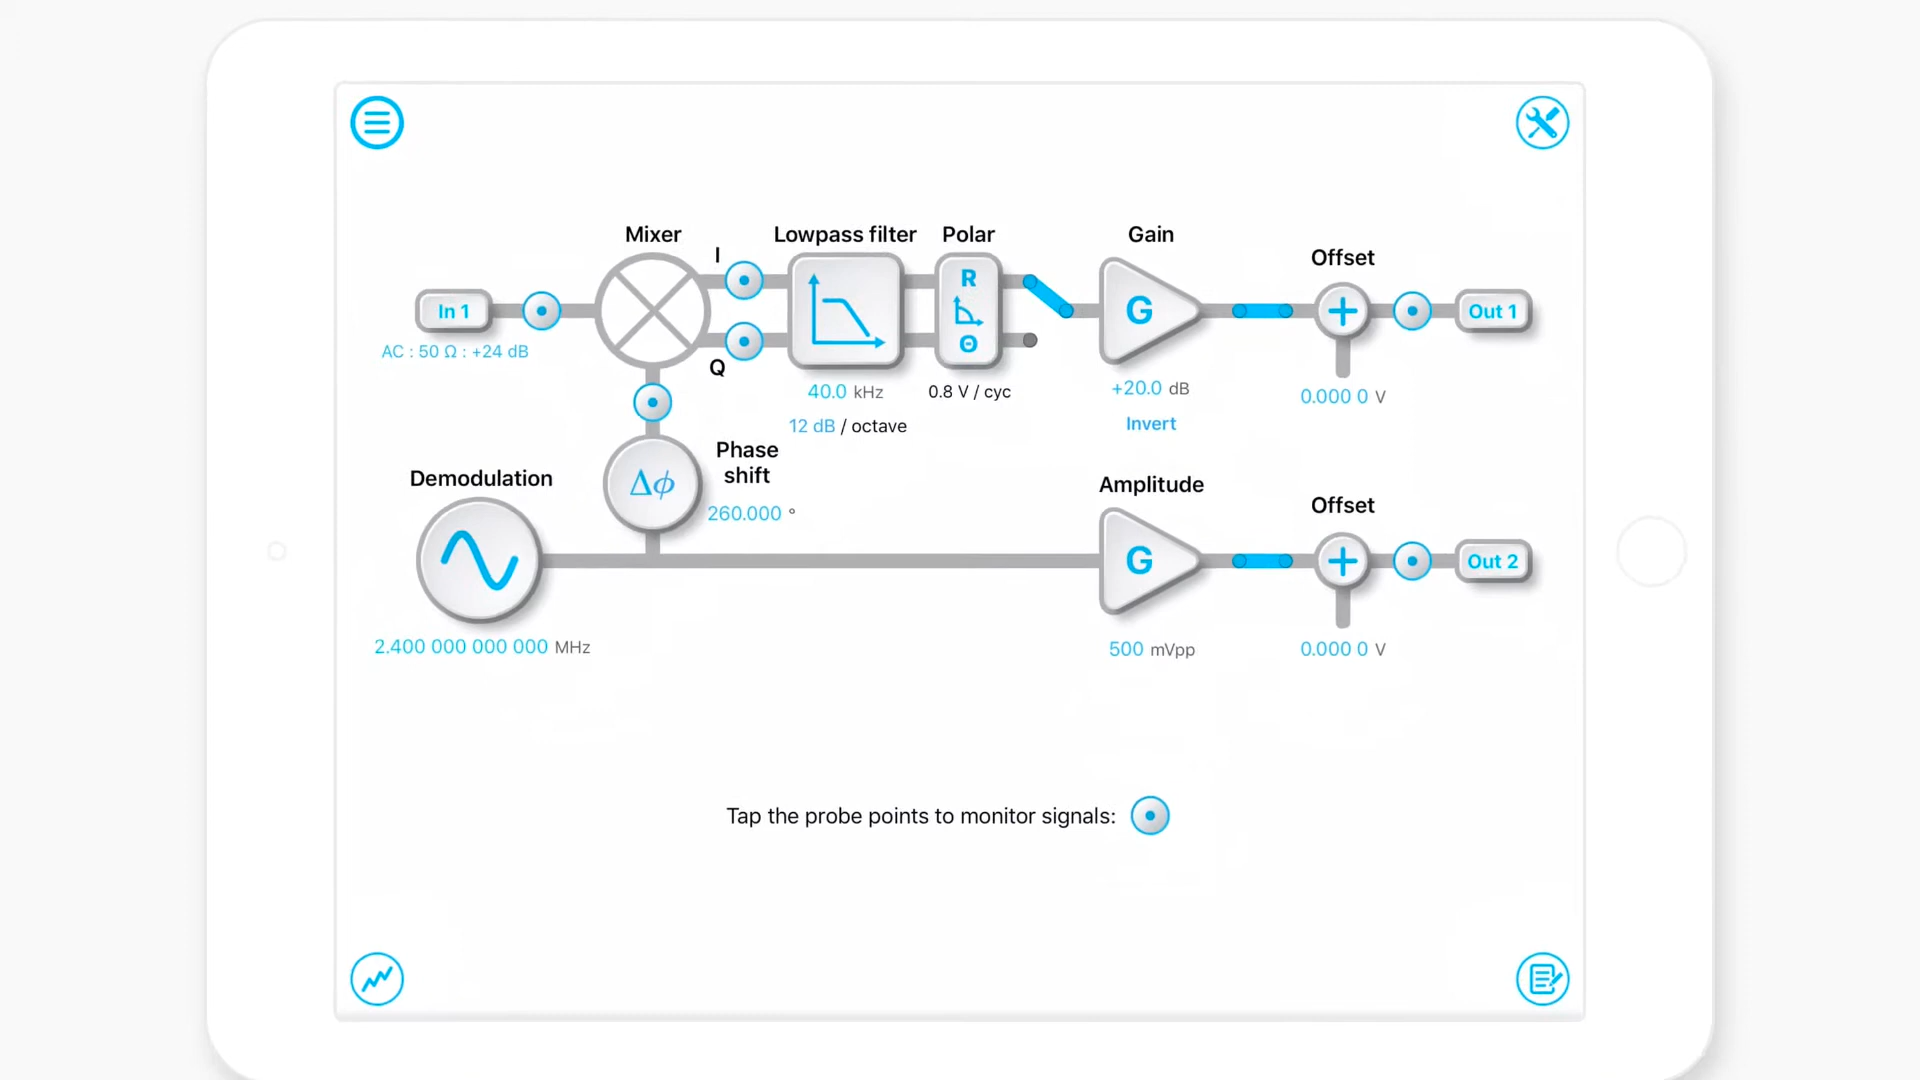 Mixer
I
Lowpass filter
Polar
Gain
Offset
In 1
R
Θ
G
Out 1
AC : 50 Ω : +24 dB
Q
40.0 kHz
0.8 V / cyc
+20.0 dB
0.000 0 V
12 dB / octave
Invert
Demodulation
Δϕ
Phase
shift
260.000 °
Amplitude
Offset
G
Out 2
2.400 000 000 000 MHz
500 mVpp
0.000 0 V
Tap the probe points to monitor signals: